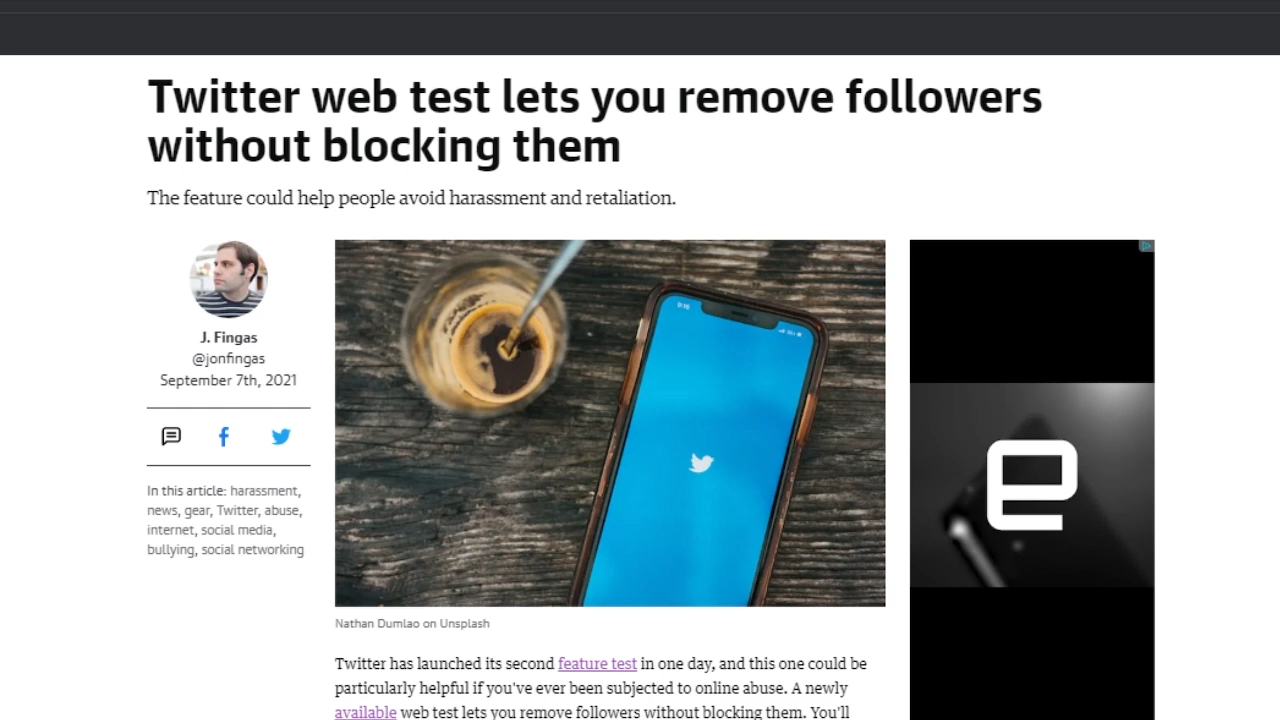 Twitter web test lets you remove followers
without blocking them
The feature could help people avoid harassment and retaliation.
J. Fingas
@jonfingas
September 7th, 2021
In this article: harassment,
news, gear, Twitter, abuse,
internet, social media,
bullying, social networking
9:16
Nathan Dumlao on Unsplash
Twitter has launched its second feature test in one day, and this one could be
particularly helpful if you've ever been subjected to online abuse. A newly
available web test lets you remove followers without blocking them. You'll
e